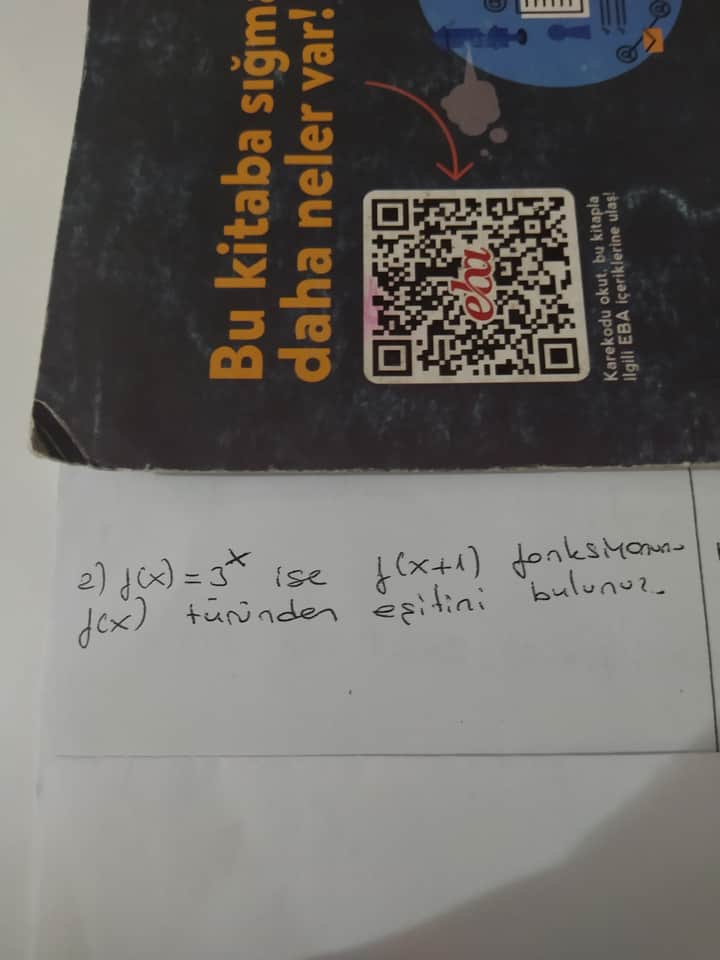 Bu kitaba sığma
daha neler var!
eba
Karekodu okut, bu kitapla
ilgili EBA içeriklerine ulaş!
2) f(x) = 3^x ise f(x+1) fonksiyonun
f(x) türünden eşitini bulunuz.